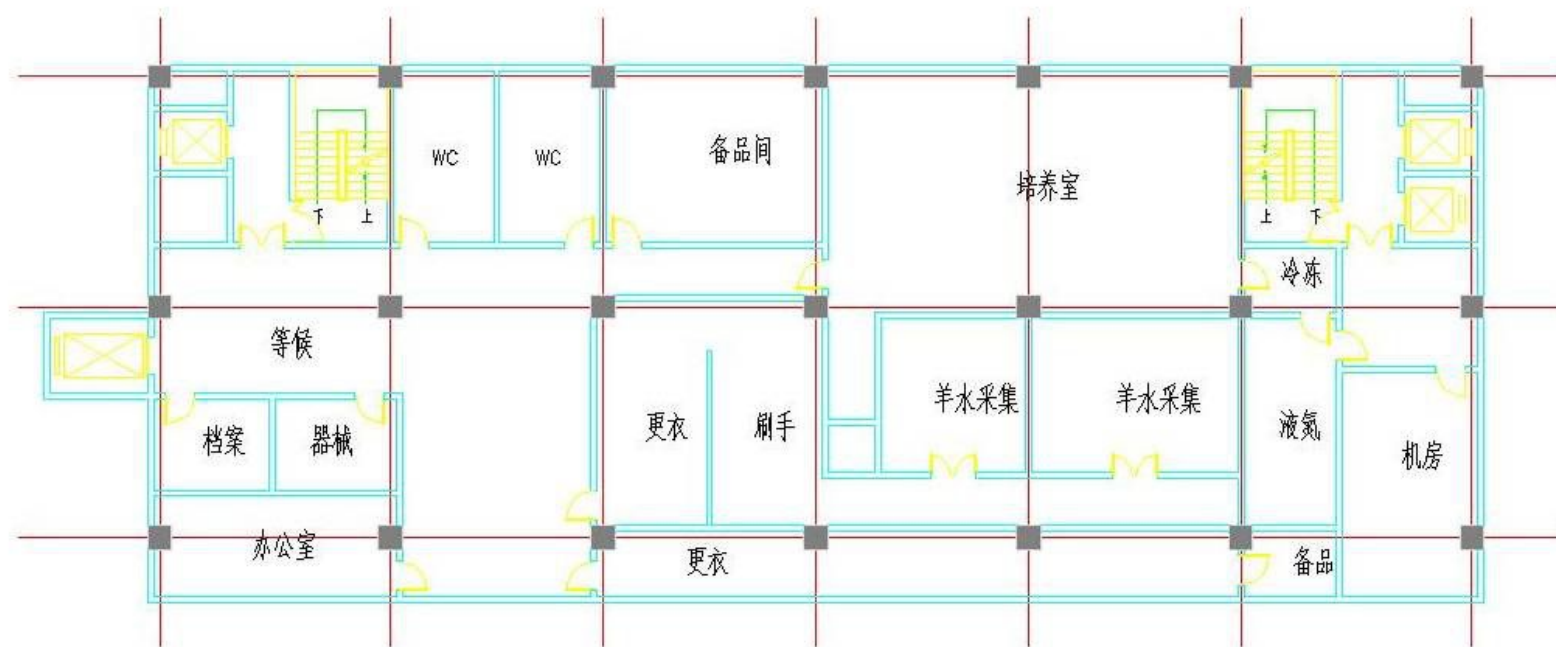 WC
WC
备品间
培养室
下
上
上
下
冷冻
等候
羊水采集
羊水采集
更衣
刷手
档案
器械
液氮
机房
办公室
更衣
备品